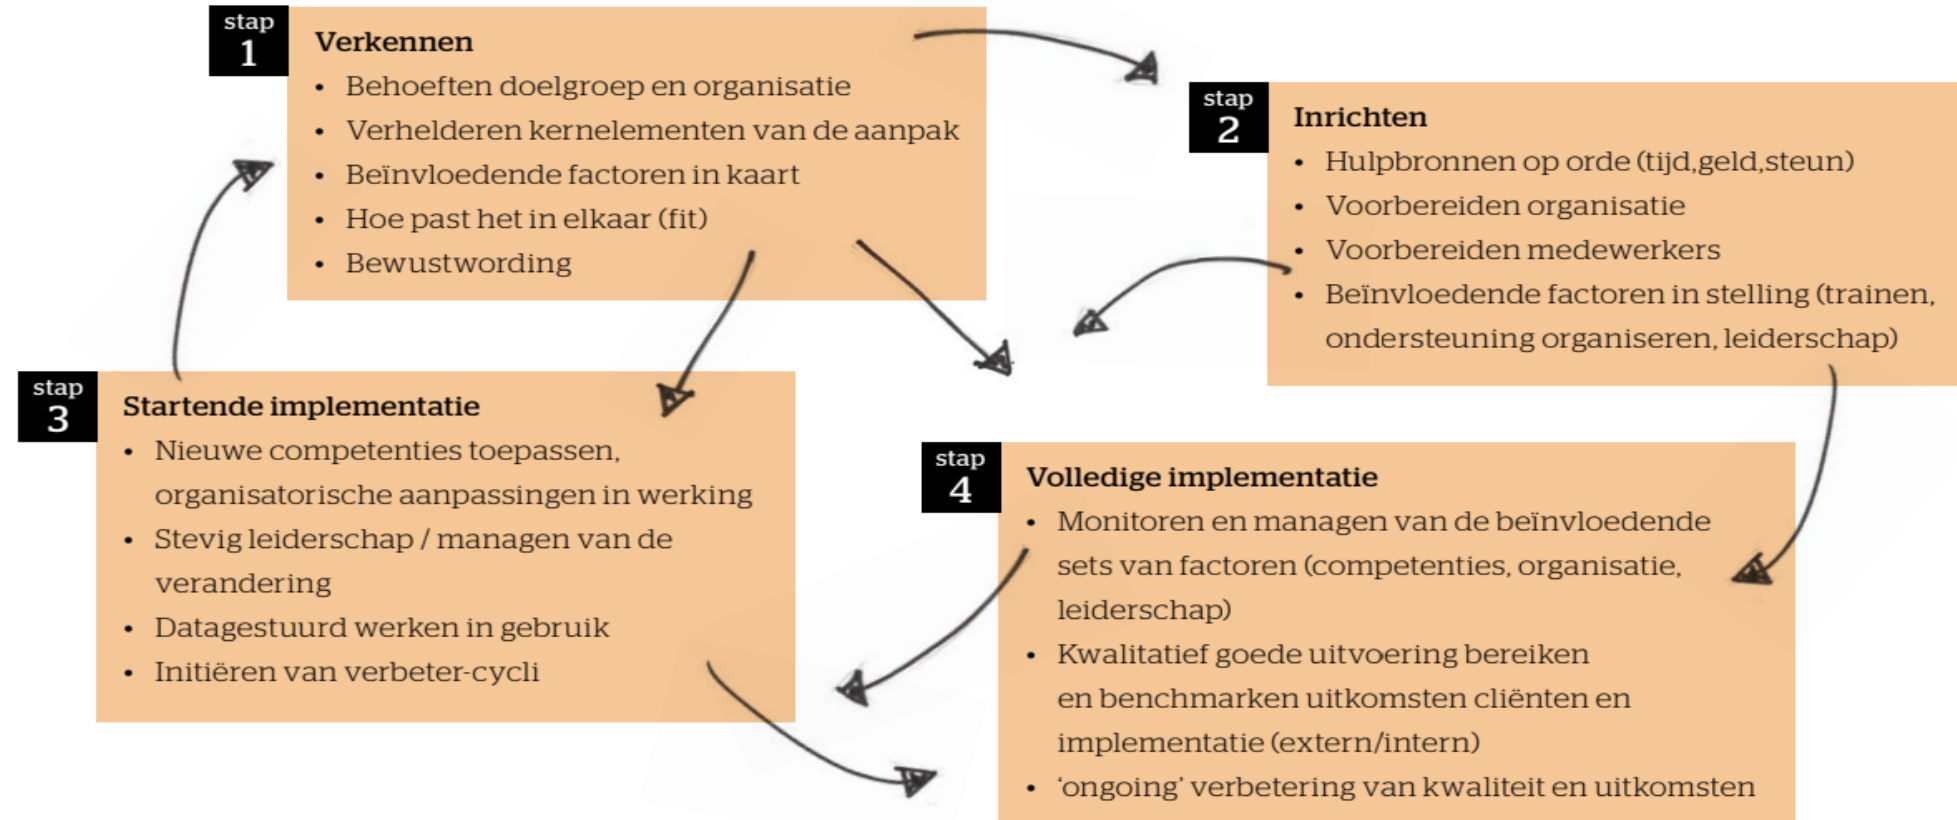 stap
1
Verkennen
• Behoeften doelgroep en organisatie
• Verhelderen kernelementen van de aanpak
• Beïnvloedende factoren in kaart
• Hoe past het in elkaar (fit)
• Bewustwording
stap
2
Inrichten
• Hulpbronnen op orde (tijd,geld,steun)
• Voorbereiden organisatie
• Voorbereiden medewerkers
• Beïnvloedende factoren in stelling (trainen,
ondersteuning organiseren, leiderschap)
stap
3
Startende implementatie
• Nieuwe competenties toepassen,
organisatorische aanpassingen in werking
• Stevig leiderschap / managen van de
verandering
• Datagestuurd werken in gebruik
• Initiëren van verbeter-cycli
stap
4
Volledige implementatie
• Monitoren en managen van de beïnvloedende
sets van factoren (competenties, organisatie,
leiderschap)
• Kwalitatief goede uitvoering bereiken
en benchmarken uitkomsten cliënten en
implementatie (extern/intern)
• ‘ongoing’ verbetering van kwaliteit en uitkomsten